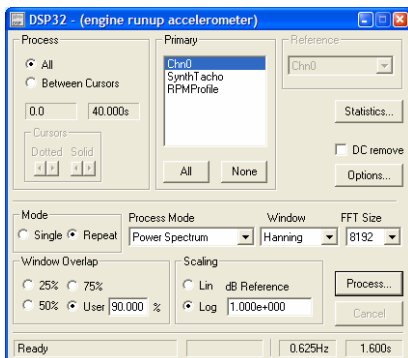 DSP32 - (engine runup accelerometer)
Process
All
Between Cursors
0.0 40.000s
Cursors
Dotted Solid
Primary
Chn0
SynthTacho
RPMProfile
All None
Reference
Chn0
Statistics...
DC remove
Options...
Mode
Single Repeat
Process Mode
Power Spectrum
Window
Hanning
FFT Size
8192
Window Overlap
25% 75%
50% User 90.000 %
Scaling
Lin dB Reference
Log 1.000e+000
Process...
Cancel
Ready 0.625Hz 1.600s